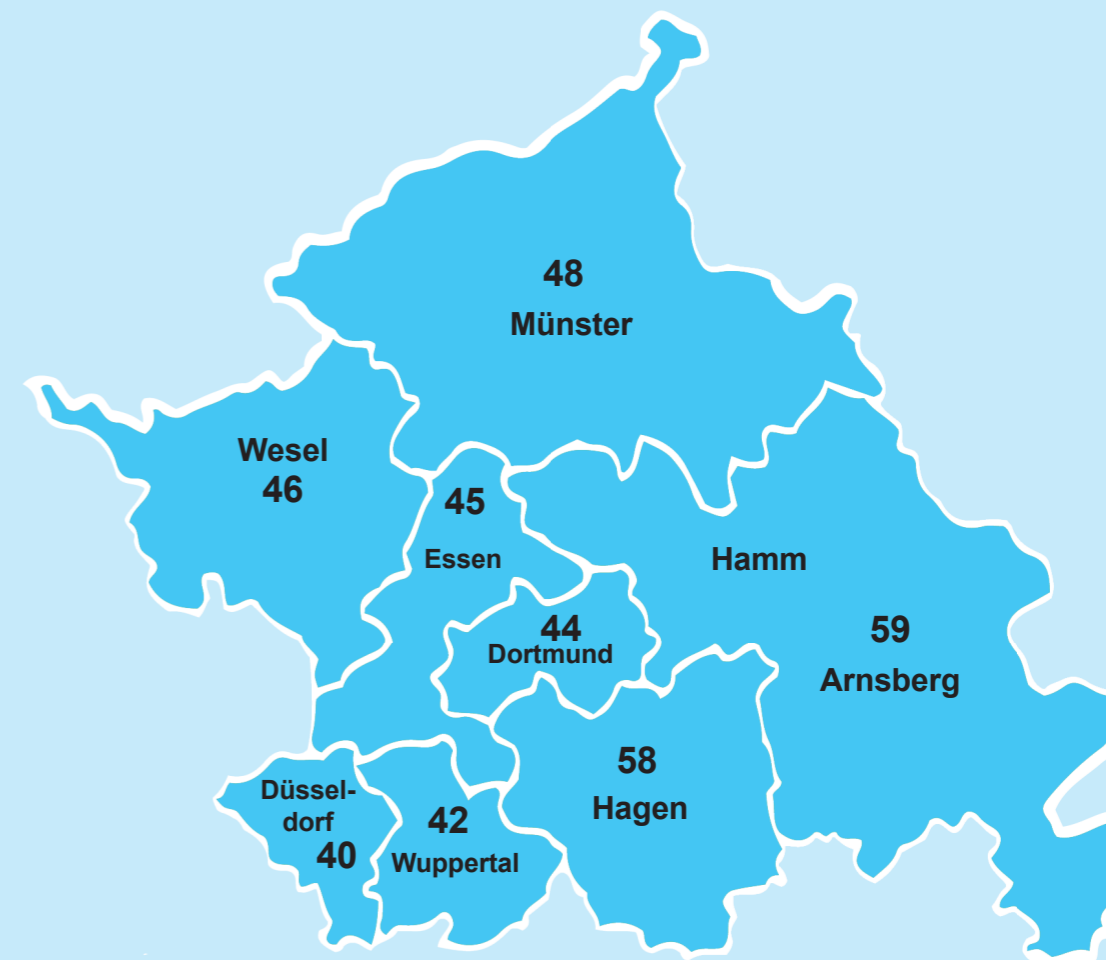 48
Münster
Wesel
46
45
Essen
Hamm
44
Dortmund
59
Arnsberg
58
Hagen
Düssel-
dorf
40
42
Wuppertal